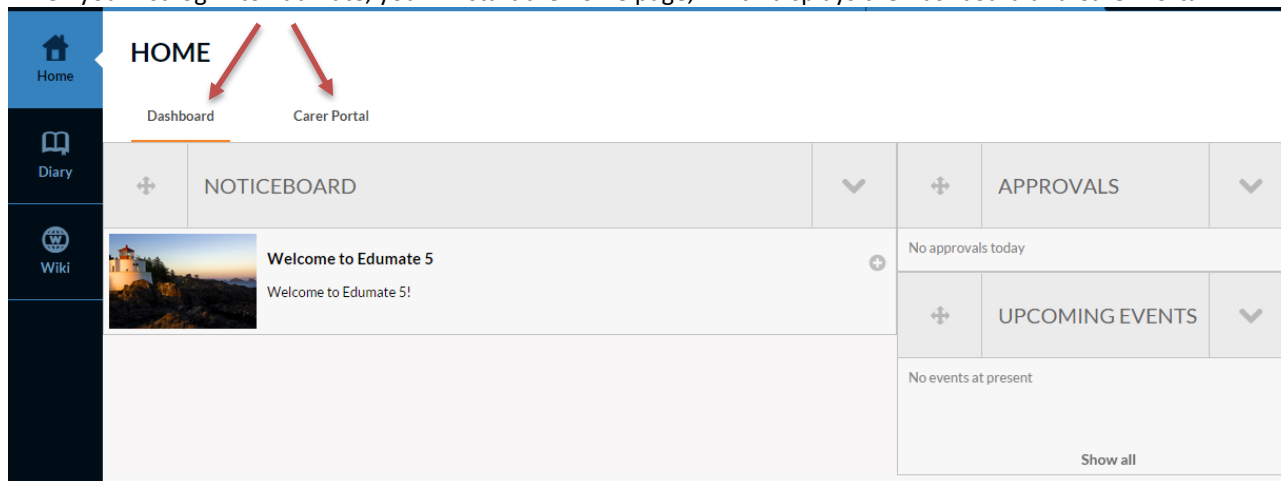 HOME
Dashboard
Carer Portal
Home
Diary
Wiki
NOTICEBOARD
Welcome to Edumate 5
Welcome to Edumate 5!
APPROVALS
No approvals today
UPCOMING EVENTS
No events at present
Show all